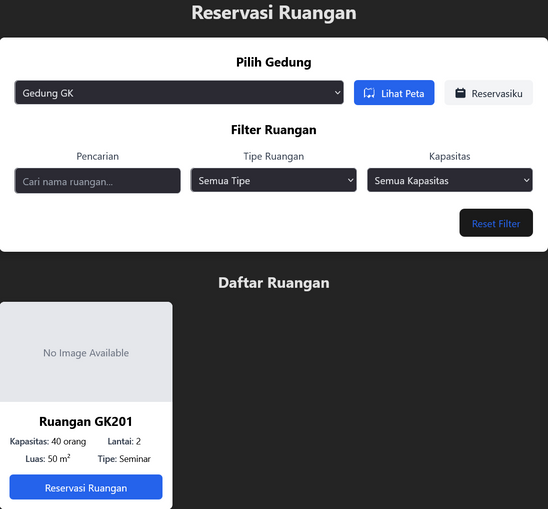 Reservasi Ruangan
Pilih Gedung
Gedung GK
Lihat Peta
Reservasiku
Filter Ruangan
Pencarian
Tipe Ruangan
Kapasitas
Cari nama ruangan...
Semua Tipe
Semua Kapasitas
Reset Filter
Daftar Ruangan
No Image Available
Ruangan GK201
Kapasitas: 40 orang
Lantai: 2
Luas: 50 m²
Tipe: Seminar
Reservasi Ruangan